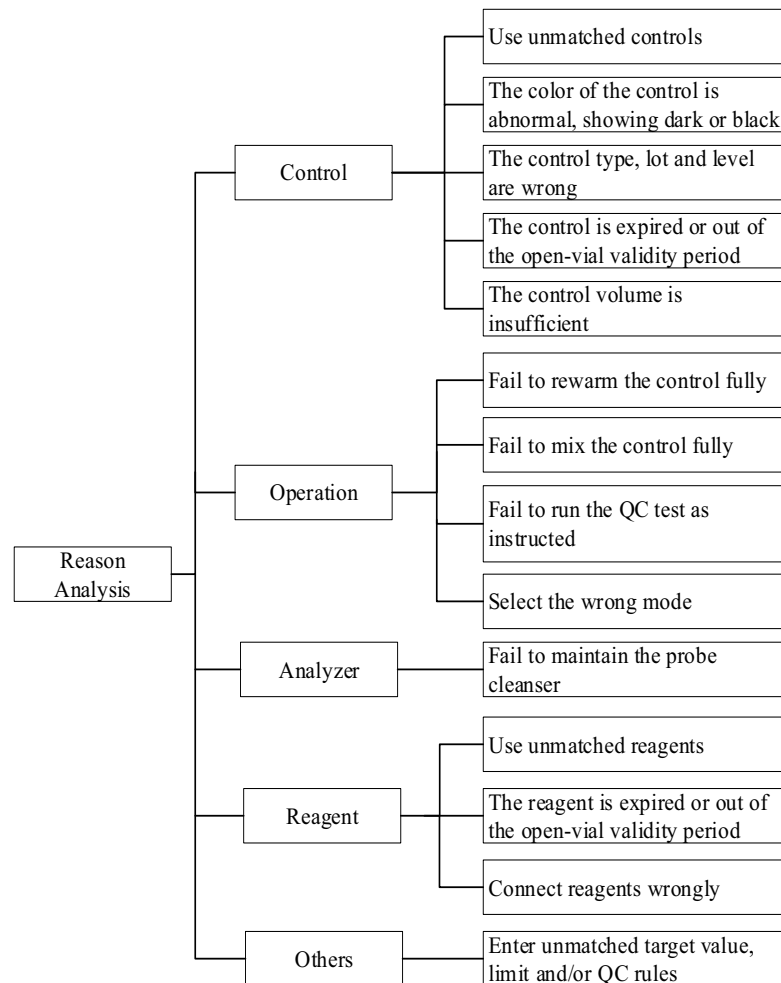 Use unmatched controls
The color of the control is
abnormal, showing dark or black
Control
The control type, lot and level
are wrong
The control is expired or out of
the open-vial validity period
The control volume is
insufficient
Fail to rewarm the control fully
Fail to mix the control fully
Operation
Fail to run the QC test as
instructed
Select the wrong mode
Reason
Analysis
Analyzer
Fail to maintain the probe
cleanser
Use unmatched reagents
Reagent
The reagent is expired or out of
the open-vial validity period
Connect reagents wrongly
Others
Enter unmatched target value,
limit and/or QC rules